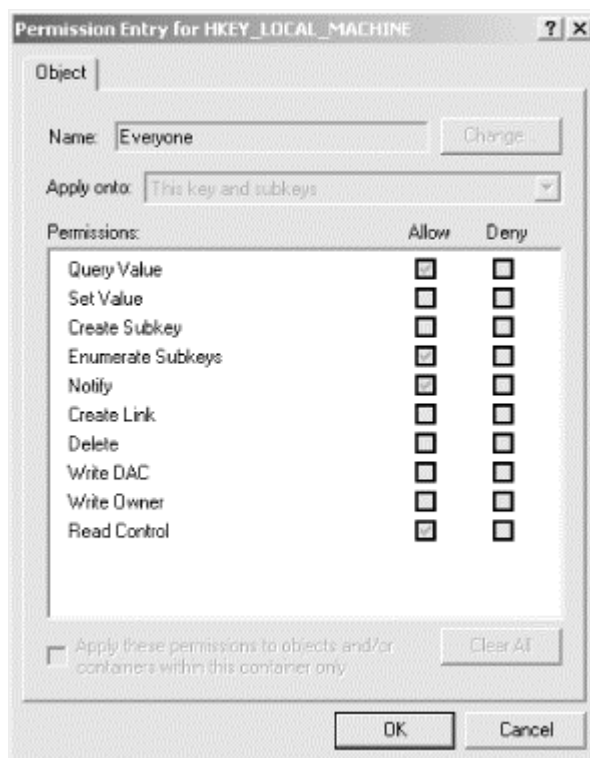 Permission Entry for HKEY_LOCAL_MACHINE ? ×
Object
Name: Everyone Change...
Apply onto: This key and subkeys
Permissions: Allow Deny
Query Value
Set Value
Create Subkey
Enumerate Subkeys
Notify
Create Link
Delete
Write DAC
Write Owner
Read Control
Apply these permissions to objects and/or Clear All
containers within this container only
OK Cancel